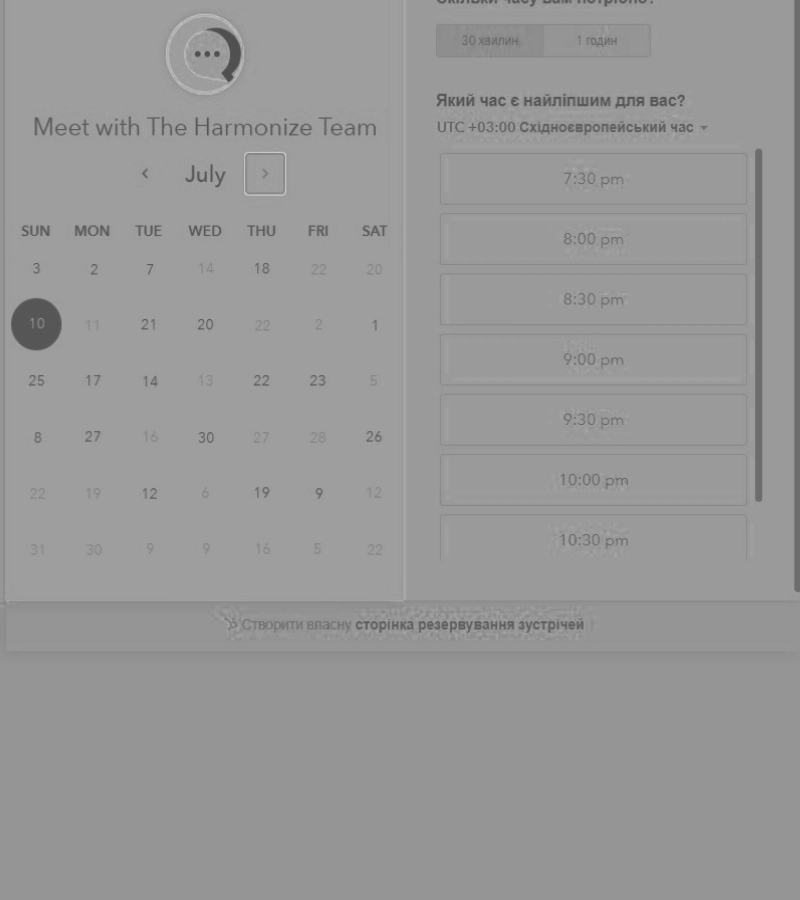 Скільки часу вам потрібно?
30 хвилин
1 годин
Meet with The Harmonize Team
July
SUN MON TUE WED THU FRI SAT
3 2 7 14 18 22 20
10 11 21 20 22 2 1
25 17 14 13 22 23 5
8 27 16 30 27 28 26
22 19 12 6 19 9 12
31 30 9 9 16 5 22
Який час є найліпшим для вас?
UTC +03:00 Східноєвропейський час
7:30 pm
8:00 pm
8:30 pm
9:00 pm
9:30 pm
10:00 pm
10:30 pm
Створити власну сторінка резервування зустрічей